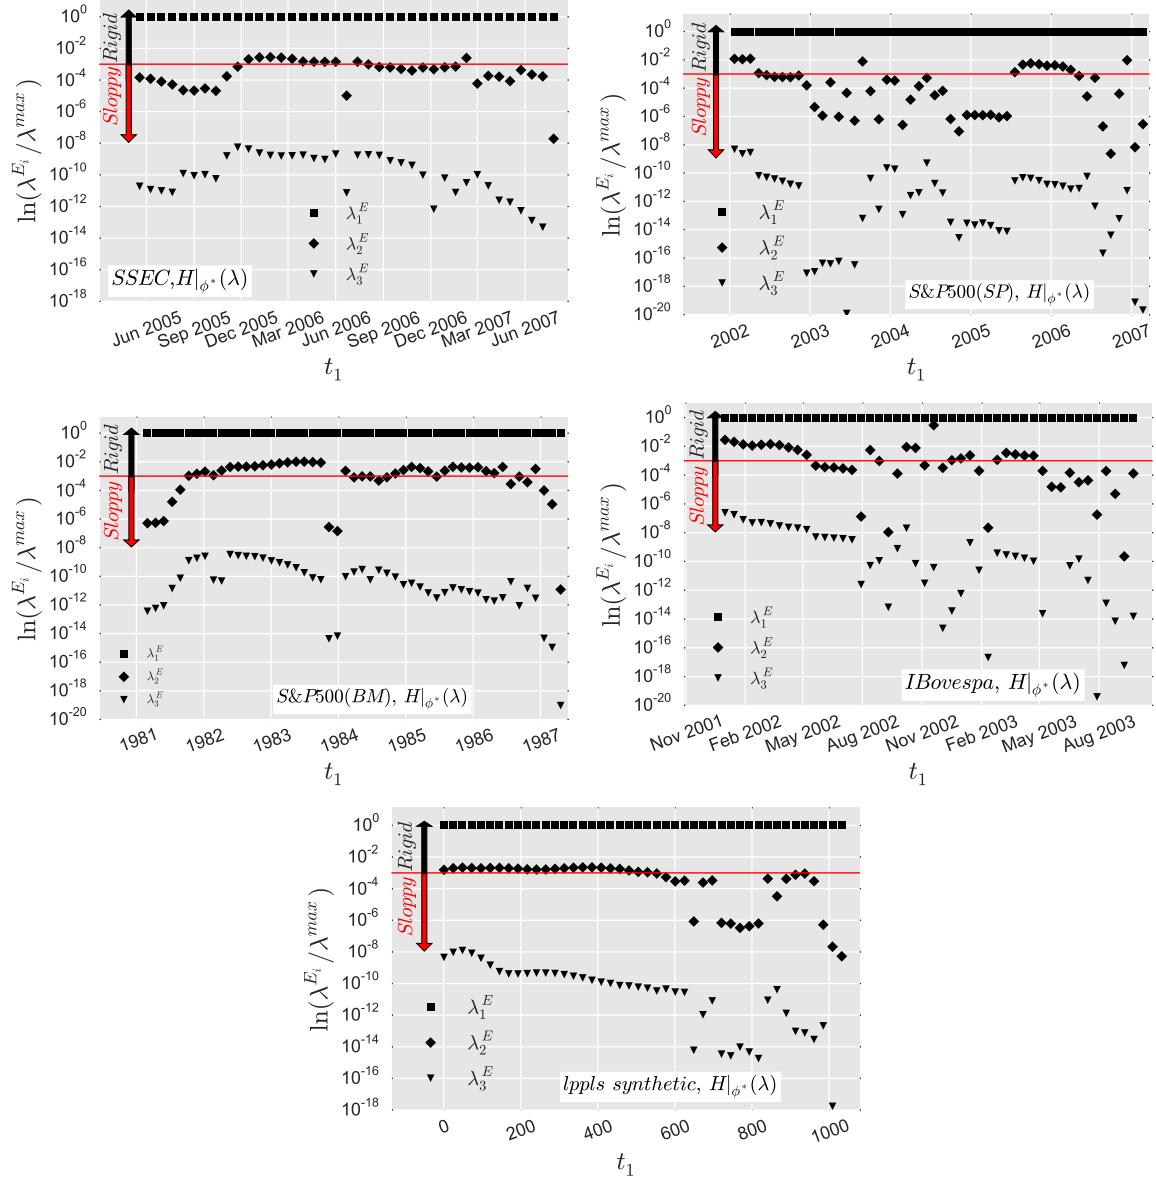 10^0
10^-2
10^-4
10^-6
10^-8
10^-10
10^-12
10^-14
10^-16
10^-18
ln(λ^{E_i}/λ^{max})
Rigid
Sloppy
λ_1^E
λ_2^E
λ_3^E
SSEC,H|_{ϕ*}(λ)
Jun 2005 Sep 2005 Dec 2005 Mar 2006 Jun 2006 Sep 2006 Dec 2006 Mar 2007 Jun 2007
t_1
10^0
10^-2
10^-4
10^-6
10^-8
10^-10
10^-12
10^-14
10^-16
10^-18
10^-20
ln(λ^{E_i}/λ^{max})
Rigid
Sloppy
λ_1^E
λ_2^E
λ_3^E
S&P500(SP), H|_{ϕ*}(λ)
2002 2003 2004 2005 2006 2007
t_1
10^0
10^-2
10^-4
10^-6
10^-8
10^-10
10^-12
10^-14
10^-16
10^-18
10^-20
ln(λ^{E_i}/λ^{max})
Rigid
Sloppy
λ_1^E
λ_2^E
λ_3^E
S&P500(BM), H|_{ϕ*}(λ)
1981 1982 1983 1984 1985 1986 1987
t_1
10^0
10^-2
10^-4
10^-6
10^-8
10^-10
10^-12
10^-14
10^-16
10^-18
10^-20
ln(λ^{E_i}/λ^{max})
Rigid
Sloppy
λ_1^E
λ_2^E
λ_3^E
IBovespa, H|_{ϕ*}(λ)
Nov 2001 Feb 2002 May 2002 Aug 2002 Nov 2002 Feb 2003 May 2003 Aug 2003
t_1
10^0
10^-2
10^-4
10^-6
10^-8
10^-10
10^-12
10^-14
10^-16
10^-18
ln(λ^{E_i}/λ^{max})
Rigid
Sloppy
λ_1^E
λ_2^E
λ_3^E
lppls synthetic, H|_{ϕ*}(λ)
0 200 400 600 800 1000
t_1